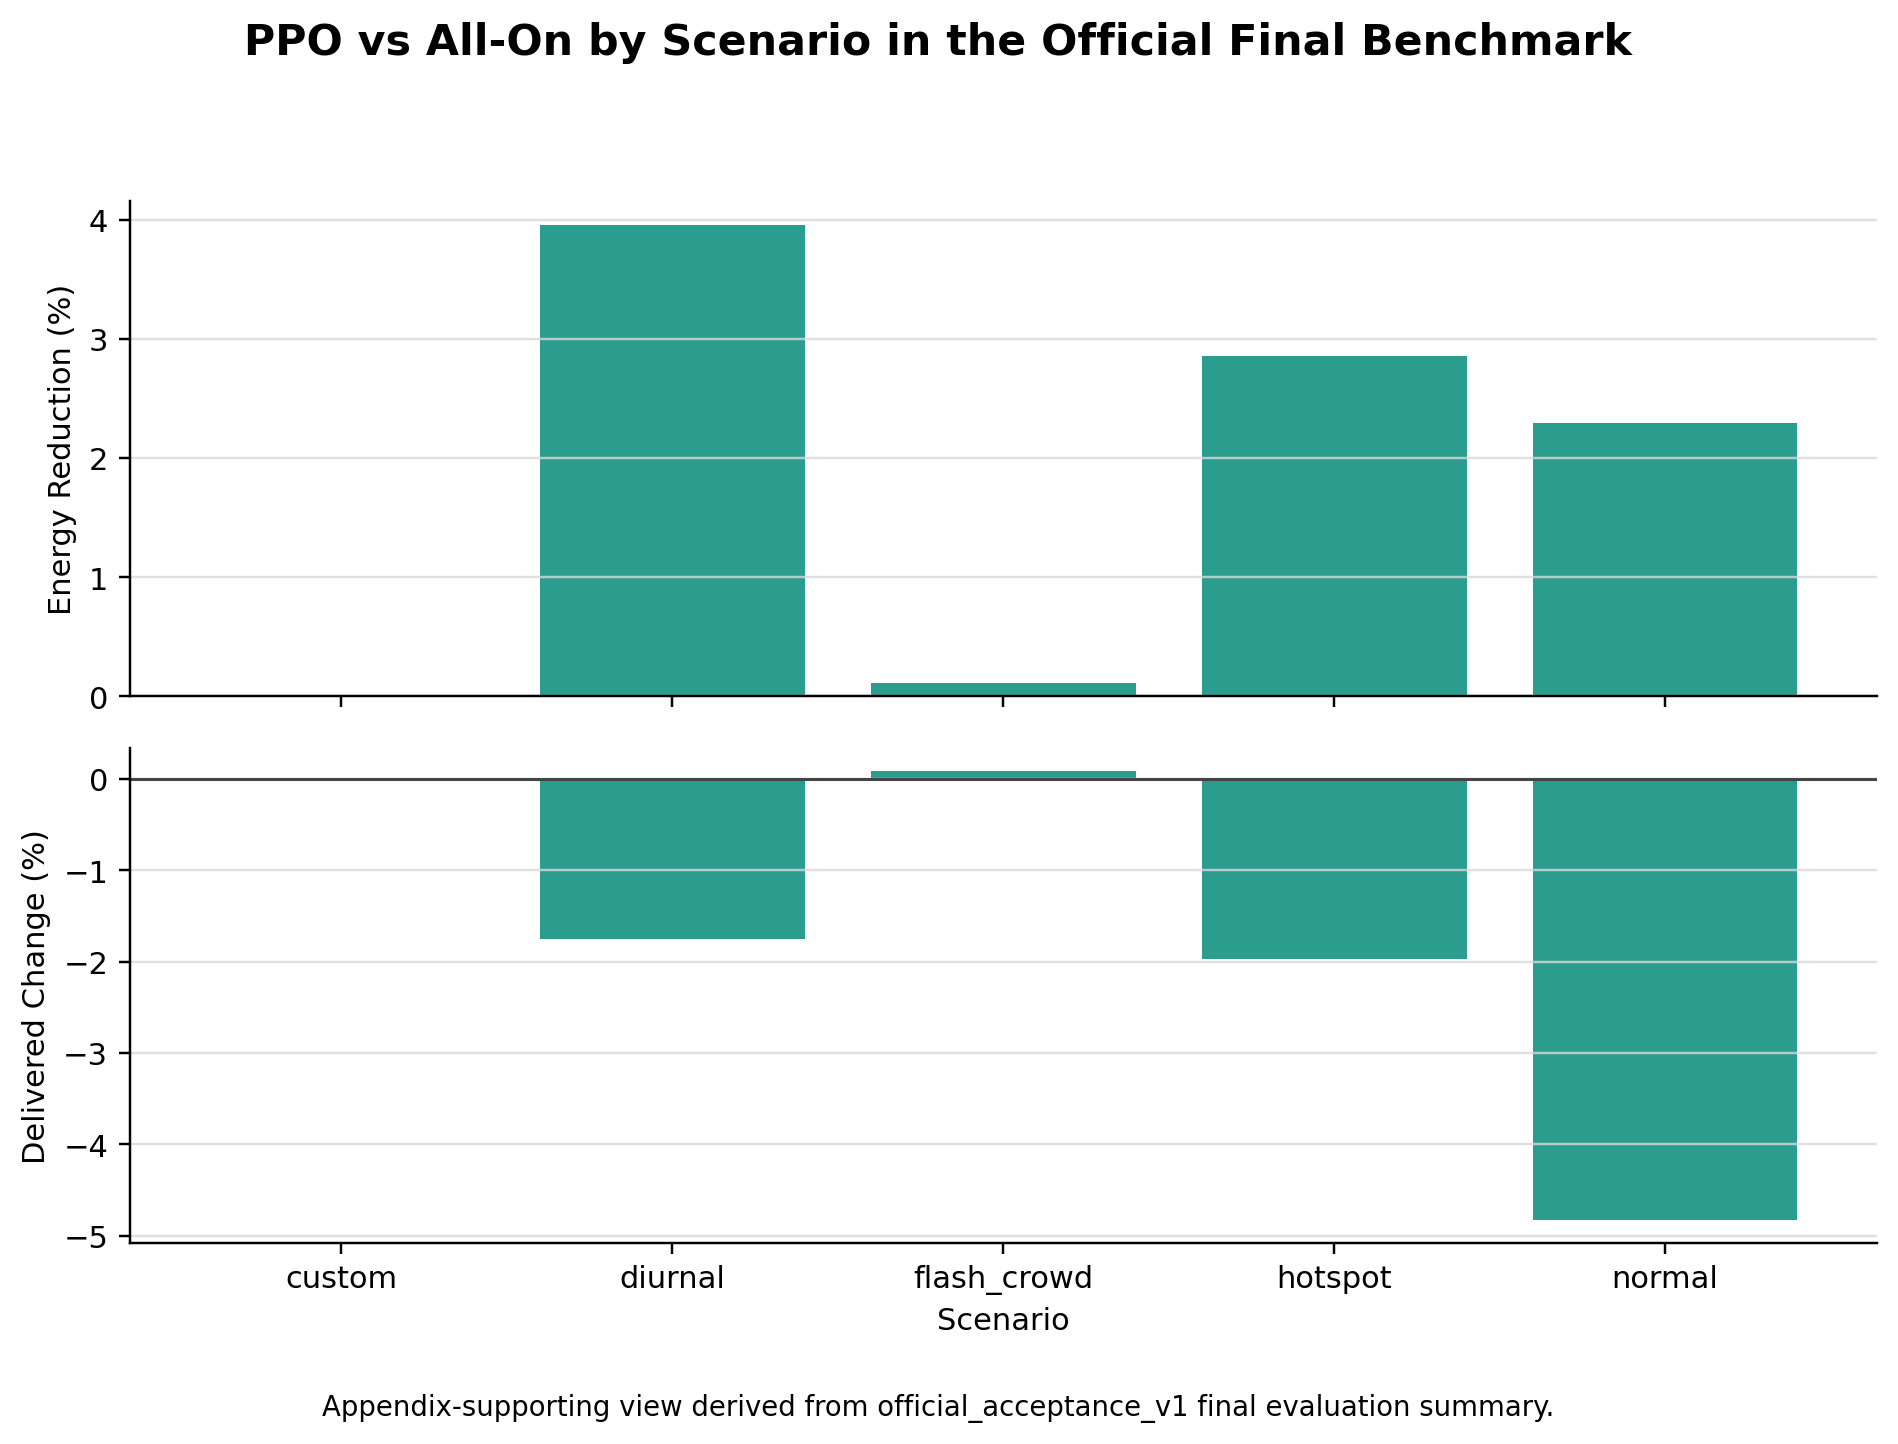 PPO vs All-On by Scenario in the Official Final Benchmark
Energy Reduction (%)
4
3
2
1
0
Delivered Change (%)
0
−1
−2
−3
−4
−5
custom
diurnal
flash_crowd
hotspot
normal
Scenario
Appendix-supporting view derived from official_acceptance_v1 final evaluation summary.